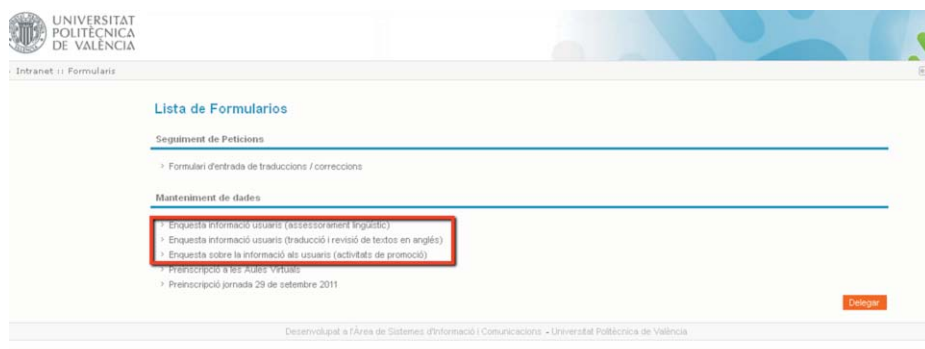 UNIVERSITAT
POLITÈCNICA
DE VALÈNCIA
Intranet :: Formularis
Lista de Formularios
Seguiment de Peticions
> Formulari d'entrada de traduccions / correccions
Manteniment de dades
> Enquesta informació usuaris (assessorament lingüístic)
> Enquesta informació usuaris (traducció i revisió de textos en anglés)
> Enquesta sobre la informació als usuaris (activitats de promoció)
> Preinscripció a les Aules Virtuals
> Preinscripció jornada 29 de setembre 2011
Delegar
Desenvolupat a l'Àrea de Sistemes d'Informació i Comunicacions - Universitat Politècnica de València